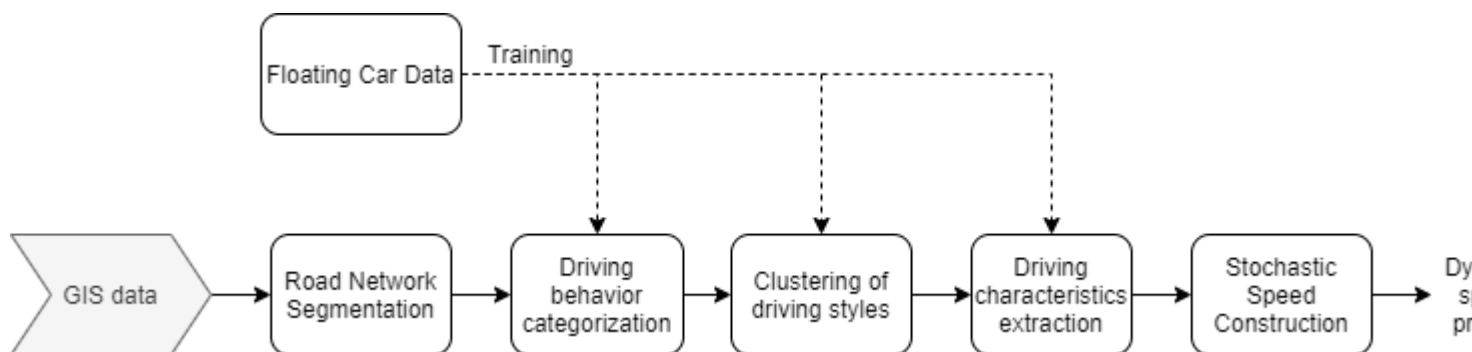 Training
Floating Car Data
GIS data
Road Network
Segmentation
Driving
behavior
categorization
Clustering of
driving styles
Driving
characteristics
extraction
Stochastic
Speed
Construction